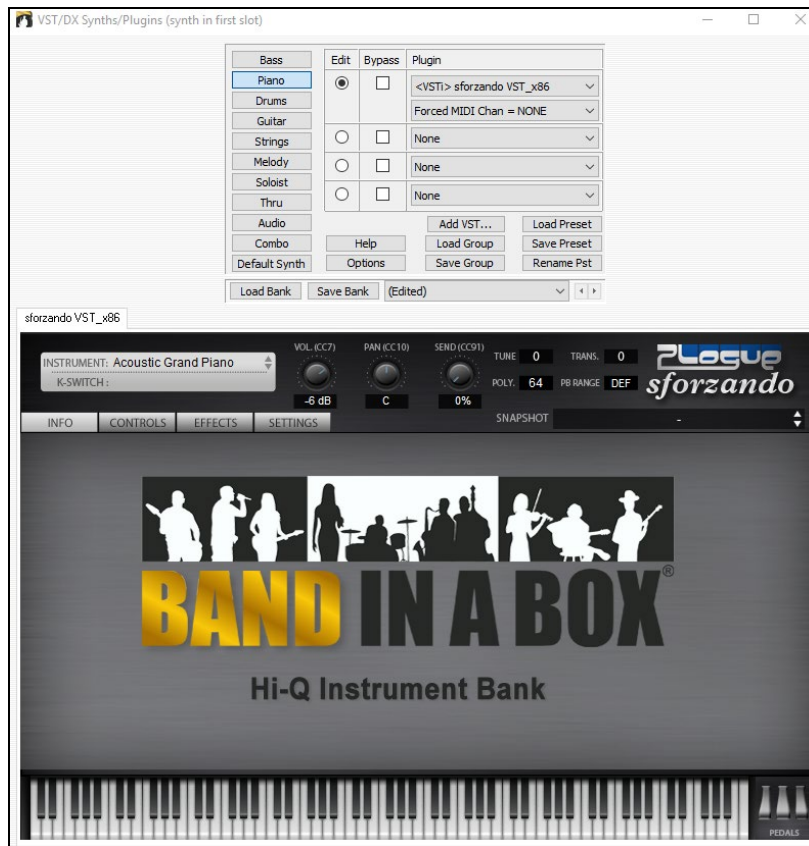 VST/DX Synths/Plugins (synth in first slot)
Bass
Piano
Drums
Guitar
Strings
Melody
Soloist
Thru
Audio
Combo
Default Synth
Edit Bypass Plugin
<VSTi> sforzando VST_x86
Forced MIDI Chan = NONE
None
None
None
Add VST... Load Preset
Help Load Group Save Preset
Options Save Group Rename Pst
Load Bank Save Bank (Edited)
sforzando VST_x86
INSTRUMENT: Acoustic Grand Piano
K-SWITCH :
VOL. (CC7) PAN (CC10) SEND (CC91)
-6 dB C 0%
TUNE 0 TRANS. 0
POLY. 64 PB RANGE DEF
Plogue
sforzando
INFO CONTROLS EFFECTS SETTINGS
SNAPSHOT -
BAND IN A BOX®
Hi-Q Instrument Bank
PEDALS